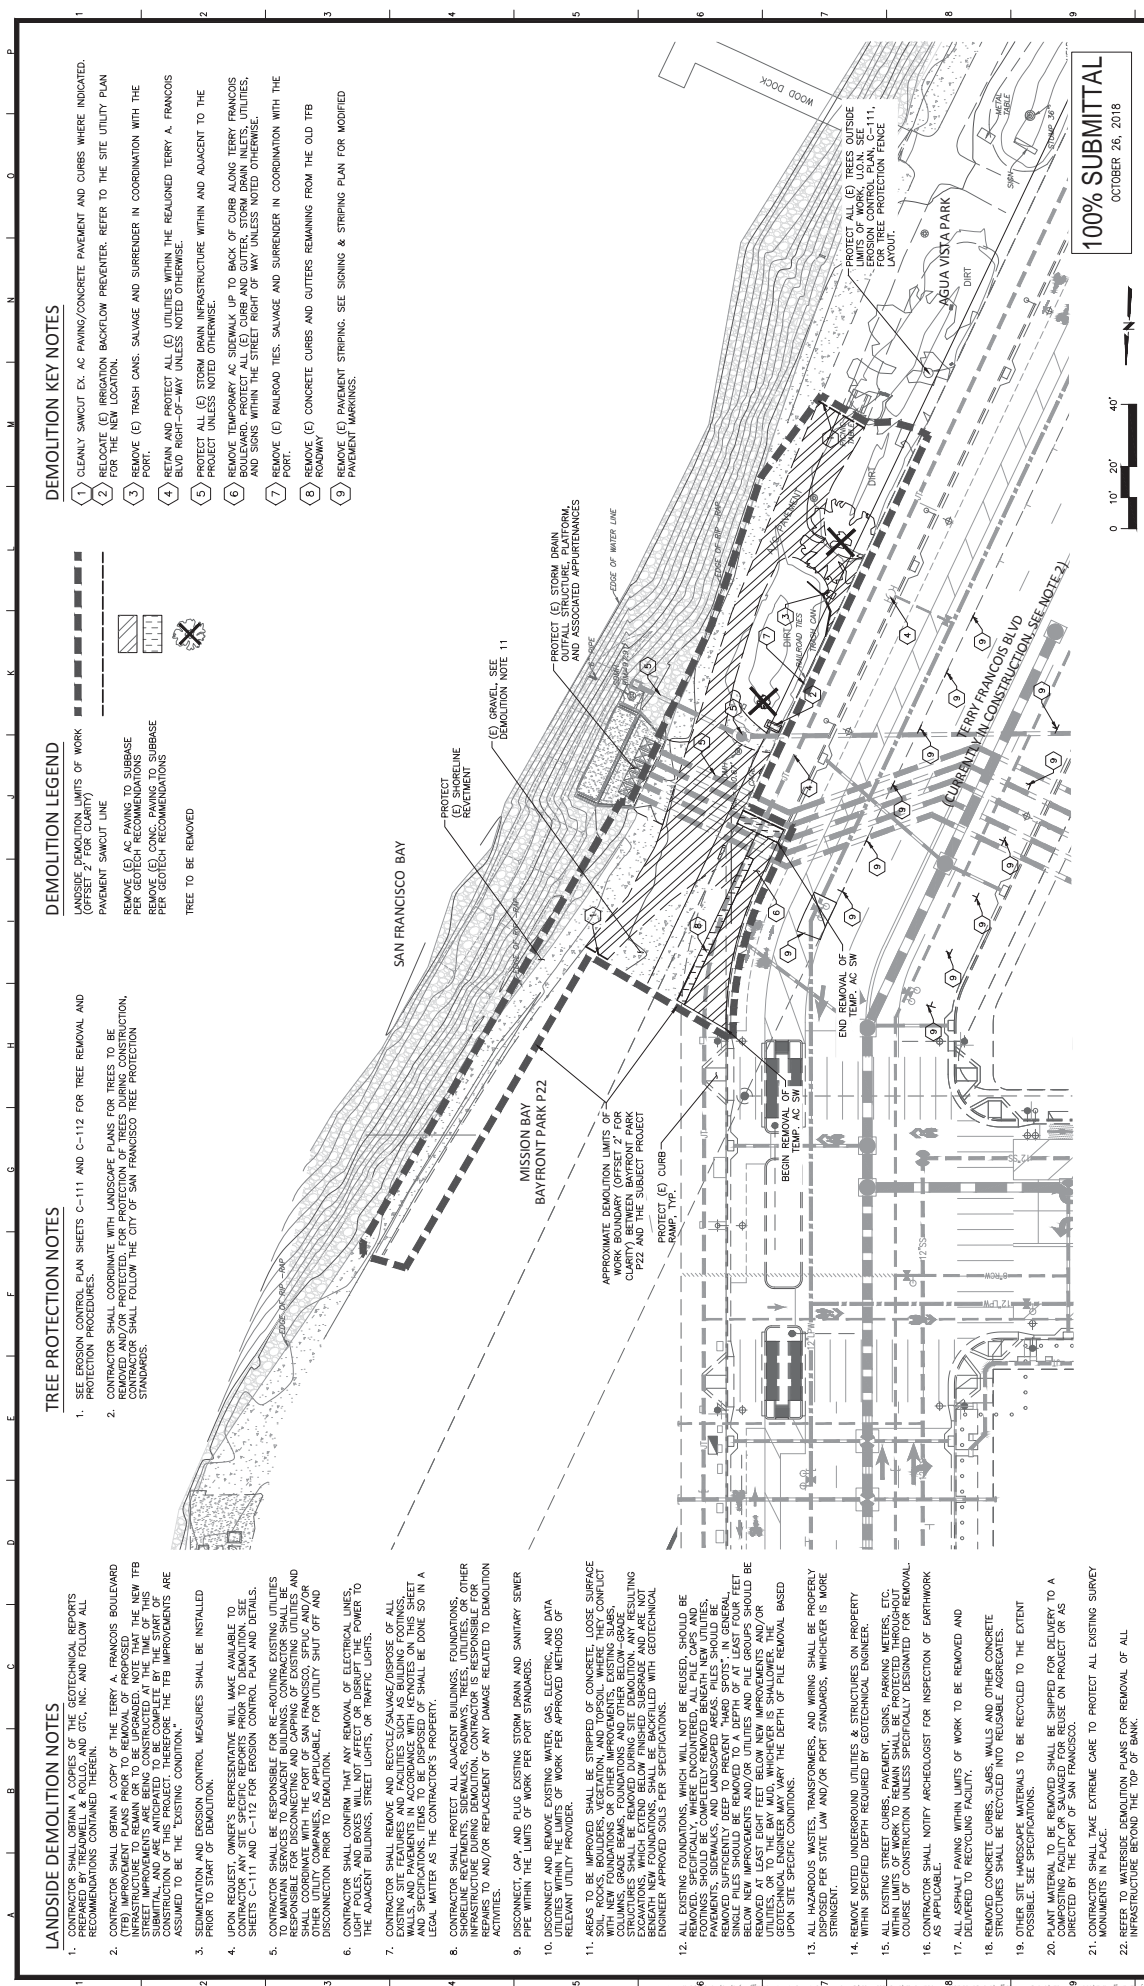 LANDSIDE DEMOLITION NOTES
1. CONTRACTOR SHALL OBTAIN A COPIES OF THE GEOTECHNICAL REPORTS
PREPARED BY TREADWELL & ROLLO, AND GTC, INC. AND FOLLOW ALL
RECOMMENDATIONS CONTAINED THEREIN.
2. CONTRACTOR SHALL OBTAIN A COPY OF THE TERRY A. FRANCOIS BOULEVARD
(TFB) IMPROVEMENT PLANS PRIOR TO REMOVAL OF PROPOSED
INFRASTRUCTURE TO REMAIN OR TO BE UPGRADED. NOTE THAT THE NEW TFB
STREET IMPROVEMENTS ARE BEING CONSTRUCTED AT THE TIME OF THIS
SUBMITTAL, AND ARE ANTICIPATED TO BE COMPLETE BY THE START OF
CONSTRUCTION OF THIS PROJECT. THEREFORE THE TFB IMPROVEMENTS ARE
ASSUMED TO BE THE "EXISTING CONDITION."
3. SEDIMENTATION AND EROSION CONTROL MEASURES SHALL BE INSTALLED
PRIOR TO START OF DEMOLITION.
4. UPON REQUEST, OWNER'S REPRESENTATIVE WILL MAKE AVAILABLE TO
CONTRACTOR ANY SITE SPECIFIC REPORTS PRIOR TO DEMOLITION. SEE
SHEETS C-111 AND C-112 FOR EROSION CONTROL PLAN AND DETAILS.
5. CONTRACTOR SHALL BE RESPONSIBLE FOR RE-ROUTING EXISTING UTILITIES
TO MAINTAIN SERVICES TO ADJACENT BUILDINGS. CONTRACTOR SHALL BE
RESPONSIBLE FOR DISCONNECTING AND CAPPING OF EXISTING UTILITIES AND
SHALL COORDINATE WITH THE PORT OF SAN FRANCISCO, SFPUC AND/OR
OTHER UTILITY COMPANIES, AS APPLICABLE, FOR UTILITY SHUT OFF AND
DISCONNECTION PRIOR TO DEMOLITION.
6. CONTRACTOR SHALL CONFIRM THAT ANY REMOVAL OF ELECTRICAL LINES,
LIGHT POLES, AND BOXES WILL NOT AFFECT OR DISRUPT THE POWER TO
THE ADJACENT BUILDINGS, STREET LIGHTS, OR TRAFFIC LIGHTS.
7. CONTRACTOR SHALL REMOVE AND RECYCLE/SALVAGE/DISPOSE OF ALL
EXISTING SITE FEATURES AND FACILITIES SUCH AS BUILDING FOOTINGS,
WALLS, AND PAVEMENTS IN ACCORDANCE WITH KEYNOTES ON THIS SHEET
AND SPECIFICATIONS. ITEMS TO BE DISPOSED OF SHALL BE DONE SO IN A
LEGAL MATTER AS THE CONTRACTOR'S PROPERTY.
8. CONTRACTOR SHALL PROTECT ALL ADJACENT BUILDINGS, FOUNDATIONS,
SHORELINE REVETMENTS, SIDEWALKS, ROADWAYS, TREES, UTILITIES, OR OTHER
INFRASTRUCTURE DURING DEMOLITION. CONTRACTOR IS RESPONSIBLE FOR
REPAIRS TO AND/OR REPLACEMENT OF ANY DAMAGE RELATED TO DEMOLITION
ACTIVITIES.
9. DISCONNECT, CAP, AND PLUG EXISTING STORM DRAIN AND SANITARY SEWER
PIPE WITHIN THE LIMITS OF WORK PER PORT STANDARDS.
10. DISCONNECT AND REMOVE EXISTING WATER, GAS, ELECTRIC, AND DATA
UTILITIES WITHIN THE LIMITS OF WORK PER APPROVED METHODS OF
RELEVANT UTILITY PROVIDER.
11. AREAS TO BE IMPROVED SHALL BE STRIPPED OF CONCRETE, LOOSE SURFACE
SOIL, ROCKS, BOULDERS, VEGETATION, AND TOPSOIL WHERE THEY CONFLICT
WITH NEW FOUNDATIONS OR OTHER IMPROVEMENTS. EXISTING SLABS,
COLUMNS, GRADE BEAMS, FOUNDATIONS AND OTHER BELOW-GRADE
STRUCTURES SHALL BE REMOVED DURING SITE DEMOLITION. ANY RESULTING
EXCAVATIONS, WHICH EXTEND BELOW FINISHED SUBGRADE AND ARE NOT
BENEATH NEW FOUNDATIONS, SHALL BE BACKFILLED WITH GEOTECHNICAL
ENGINEER APPROVED SOILS PER SPECIFICATIONS.
12. ALL EXISTING FOUNDATIONS, WHICH WILL NOT BE REUSED, SHOULD BE
REMOVED. SPECIFICALLY, WHERE ENCOUNTERED, ALL PILE CAPS AND
FOOTINGS SHOULD BE COMPLETELY REMOVED BENEATH NEW UTILITIES,
PAVEMENTS, SIDEWALKS, AND LANDSCAPED AREAS. PILES SHOULD BE
REMOVED SUFFICIENTLY DEEP TO PREVENT "HARD SPOTS". IN GENERAL,
SINGLE PILES SHOULD BE REMOVED TO A DEPTH OF AT LEAST FOUR FEET
BELOW NEW IMPROVEMENTS AND/OR UTILITIES AND PILE GROUPS SHOULD BE
REMOVED AT LEAST EIGHT FEET BELOW NEW IMPROVEMENTS AND/OR
UTILITIES OR TO THE TOP OF BAY MUD, WHICHEVER IS SHALLOWER. THE
GEOTECHNICAL ENGINEER MAY VARY THE DEPTH OF PILE REMOVAL BASED
UPON SITE SPECIFIC CONDITIONS.
13. ALL HAZARDOUS WASTES, TRANSFORMERS, AND WIRING SHALL BE PROPERLY
DISPOSED PER STATE LAW AND/OR PORT STANDARDS, WHICHEVER IS MORE
STRINGENT.
14. REMOVE NOTED UNDERGROUND UTILITIES & STRUCTURES ON PROPERTY
WITHIN SPECIFIED DEPTH REQUIRED BY GEOTECHNICAL ENGINEER.
15. ALL EXISTING STREET CURBS, PAVEMENT, SIGNS, PARKING METERS, ETC.
WITHIN LIMITS OF WORK TO REMAIN SHALL BE PROTECTED THROUGHOUT
COURSE OF CONSTRUCTION UNLESS SPECIFICALLY DESIGNATED FOR REMOVAL.
16. CONTRACTOR SHALL NOTIFY ARCHEOLOGIST FOR INSPECTION OF EARTHWORK
AS APPLICABLE.
17. ALL ASPHALT PAVING WITHIN LIMITS OF WORK TO BE REMOVED AND
DELIVERED TO RECYCLING FACILITY.
18. REMOVED CONCRETE CURBS, SLABS, WALLS AND OTHER CONCRETE
STRUCTURES SHALL BE RECYCLED INTO REUSABLE AGGREGATES.
19. OTHER SITE HARDSCAPE MATERIALS TO BE RECYCLED TO THE EXTENT
POSSIBLE. SEE SPECIFICATIONS.
20. PLANT MATERIAL TO BE REMOVED SHALL BE SHIPPED FOR DELIVERY TO A
COMPOSTING FACILITY OR SALVAGED FOR REUSE ON PROJECT OR AS
DIRECTED BY THE PORT OF SAN FRANCISCO.
21. CONTRACTOR SHALL TAKE EXTREME CARE TO PROTECT ALL EXISTING SURVEY
MONUMENTS IN PLACE.
22. REFER TO WATERSIDE DEMOLITION PLANS FOR REMOVAL OF ALL
INFRASTRUCTURE BEYOND THE TOP OF BANK.
TREE PROTECTION NOTES
1. SEE EROSION CONTROL PLAN SHEETS C-111 AND C-112 FOR TREE REMOVAL AND
PROTECTION PROCEDURES.
2. CONTRACTOR SHALL COORDINATE WITH LANDSCAPE PLANS FOR TREES TO BE
REMOVED AND/OR PROTECTED. FOR PROTECTION OF TREES DURING CONSTRUCTION,
CONTRACTOR SHALL FOLLOW THE CITY OF SAN FRANCISCO TREE PROTECTION
STANDARDS.
DEMOLITION LEGEND
LANDSIDE DEMOLITION LIMITS OF WORK
(OFFSET 2' FOR CLARITY)
PAVEMENT SAWCUT LINE
REMOVE (E) AC PAVING TO SUBBASE
PER GEOTECH RECOMMENDATIONS
REMOVE (E) CONC. PAVING TO SUBBASE
PER GEOTECH RECOMMENDATIONS
TREE TO BE REMOVED
DEMOLITION KEY NOTES
1 CLEANLY SAWCUT EX. AC PAVING/CONCRETE PAVEMENT AND CURBS WHERE INDICATED.
2 RELOCATE (E) IRRIGATION BACKFLOW PREVENTER. REFER TO THE SITE UTILITY PLAN
FOR THE NEW LOCATION.
3 REMOVE (E) TRASH CANS. SALVAGE AND SURRENDER IN COORDINATION WITH THE
PORT.
4 RETAIN AND PROTECT ALL (E) UTILITIES WITHIN THE REALIGNED TERRY A. FRANCOIS
BLVD RIGHT-OF-WAY UNLESS NOTED OTHERWISE.
5 PROTECT ALL (E) STORM DRAIN INFRASTRUCTURE WITHIN AND ADJACENT TO THE
PROJECT UNLESS NOTED OTHERWISE.
6 REMOVE TEMPORARY AC SIDEWALK UP TO BACK OF CURB ALONG TERRY FRANCOIS
BOULEVARD. PROTECT ALL (E) CURB AND GUTTER, STORM DRAIN INLETS, UTILITIES,
AND SIGNS WITHIN THE STREET RIGHT OF WAY UNLESS NOTED OTHERWISE.
7 REMOVE (E) RAILROAD TIES. SALVAGE AND SURRENDER IN COORDINATION WITH THE
PORT.
8 REMOVE (E) CONCRETE CURBS AND GUTTERS REMAINING FROM THE OLD TFB
ROADWAY
9 REMOVE (E) PAVEMENT STRIPING. SEE SIGNING & STRIPING PLAN FOR MODIFIED
PAVEMENT MARKINGS.
SAN FRANCISCO BAY
PROTECT
(E) SHORELINE
REVETMENT
(E) GRAVEL, SEE
DEMOLITION NOTE 11
PROTECT (E) STORM DRAIN
OUTFALL STRUCTURE, PLATFORM,
AND ASSOCIATED APPURTENANCES
EDGE OF WATER LINE
EDGE OF RIP-RAP
WOOD DOCK
PROTECT ALL (E) TREES OUTSIDE
LIMITS OF WORK, U.O.N. SEE
EROSION CONTROL PLAN, C-111,
FOR TREE PROTECTION FENCE
LAYOUT.
AGUA VISTA PARK
DIRT
METAL
TABLE
SIGN
STUMP 36"
MISSION BAY
BAYFRONT PARK P22
APPROXIMATE DEMOLITION LIMITS OF
WORK BOUNDARY (OFFSET 2' FOR
CLARITY) BETWEEN BAYFRONT PARK
P22 AND THE SUBJECT PROJECT
PROTECT (E) CURB
RAMP, TYP.
BEGIN REMOVAL OF
TEMP. AC SW
END REMOVAL OF
TEMP. AC SW
RAILROAD TIES
TRASH CAN
TERRY FRANCOIS BLVD
(CURRENTLY IN CONSTRUCTION, SEE NOTE 2)
12"SS
12"LPW
8"RCW
0 10' 20' 40'
N
100% SUBMITTAL
OCTOBER 26, 2018
A B C D E F G H J K L M N O P
1 2 3 4 5 6 7 8 9